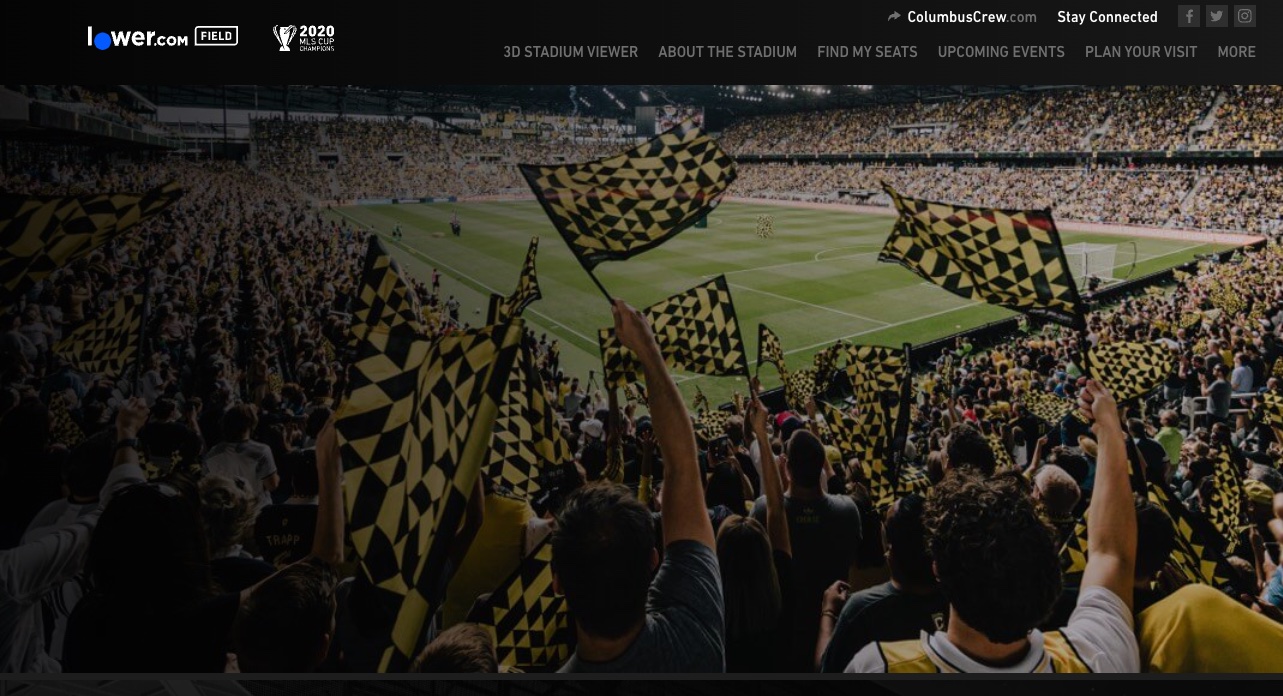 ColumbusCrew.com Stay Connected
lower.com FIELD 2020
MLS CUP
CHAMPIONS
3D STADIUM VIEWER ABOUT THE STADIUM FIND MY SEATS UPCOMING EVENTS PLAN YOUR VISIT MORE
TRAPP